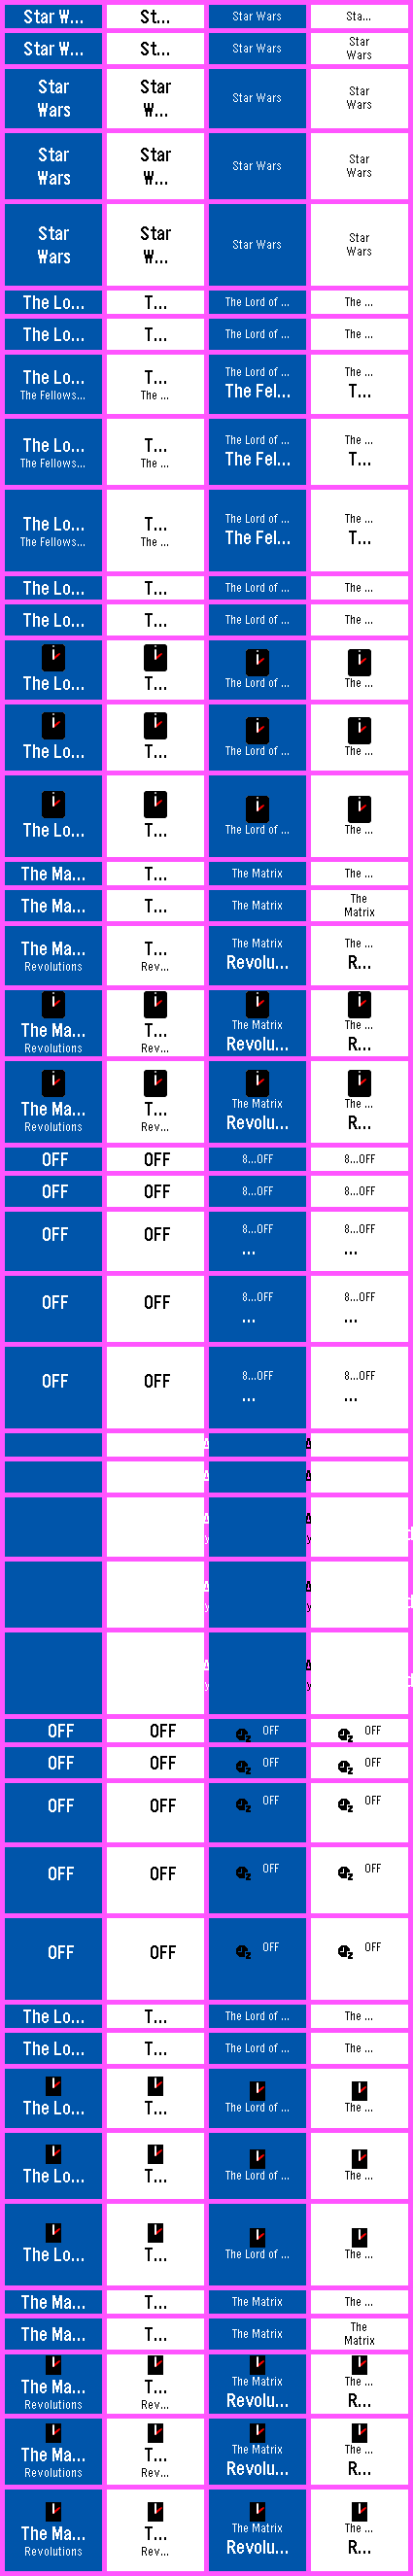 Star W... St... Star Wars Sta...
Star W... St... Star Wars Star
Wars
Star Star Star Wars Star
Wars W... Wars
Star Star Star Wars Star
Wars W... Wars
Star Star Star Wars Star
Wars W... Wars
The Lo... T... The Lord of ... The ...
The Lo... T... The Lord of ... The ...
The Lo... T... The Lord of ... The ...
The Fellows... The ... The Fel... T...
The Lo... T... The Lord of ... The ...
The Fellows... The ... The Fel... T...
The Lo... T... The Lord of ... The ...
The Fellows... The ... The Fel... T...
The Lo... T... The Lord of ... The ...
The Lo... T... The Lord of ... The ...
The Lo... T... The Lord of ... The ...
The Lo... T... The Lord of ... The ...
The Lo... T... The Lord of ... The ...
The Ma... T... The Matrix The ...
The Ma... T... The Matrix The
Matrix
The Ma... T... The Matrix The ...
Revolutions Rev... Revolu... R...
The Ma... T... The Matrix The ...
Revolutions Rev... Revolu... R...
The Ma... T... The Matrix The ...
Revolutions Rev... Revolu... R...
OFF OFF 8...OFF 8...OFF
OFF OFF 8...OFF 8...OFF
OFF OFF 8...OFF 8...OFF
... ...
OFF OFF 8...OFF 8...OFF
... ...
OFF OFF 8...OFF 8...OFF
... ...
OFF OFF OFF OFF
OFF OFF OFF OFF
OFF OFF OFF OFF
OFF OFF OFF OFF
OFF OFF OFF OFF
The Lo... T... The Lord of ... The ...
The Lo... T... The Lord of ... The ...
The Lo... T... The Lord of ... The ...
The Lo... T... The Lord of ... The ...
The Lo... T... The Lord of ... The ...
The Ma... T... The Matrix The ...
The Ma... T... The Matrix The
Matrix
The Ma... T... The Matrix The ...
Revolutions Rev... Revolu... R...
The Ma... T... The Matrix The ...
Revolutions Rev... Revolu... R...
The Ma... T... The Matrix The ...
Revolutions Rev... Revolu... R...